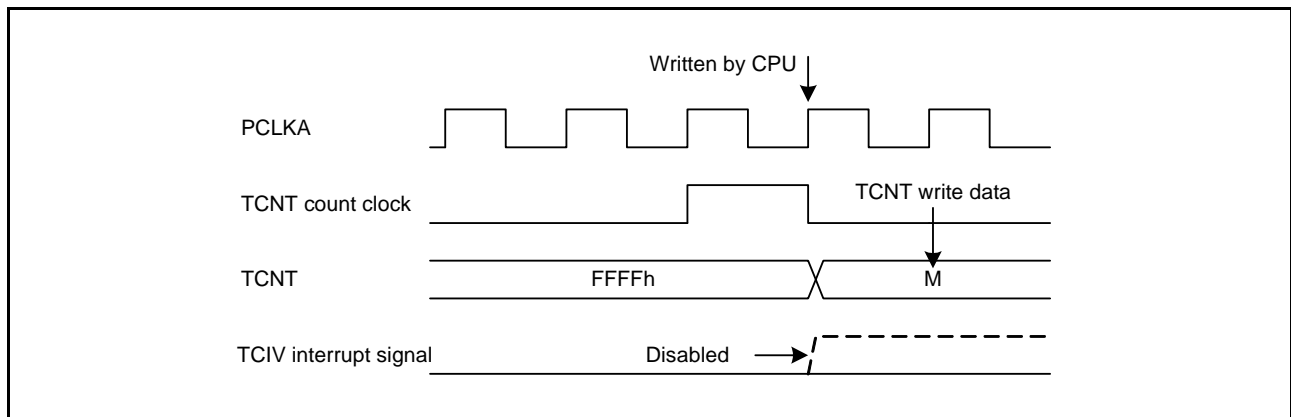 Written by CPU
PCLKA
TCNT count clock
TCNT write data
TCNT
FFFFh
M
TCIV interrupt signal
Disabled